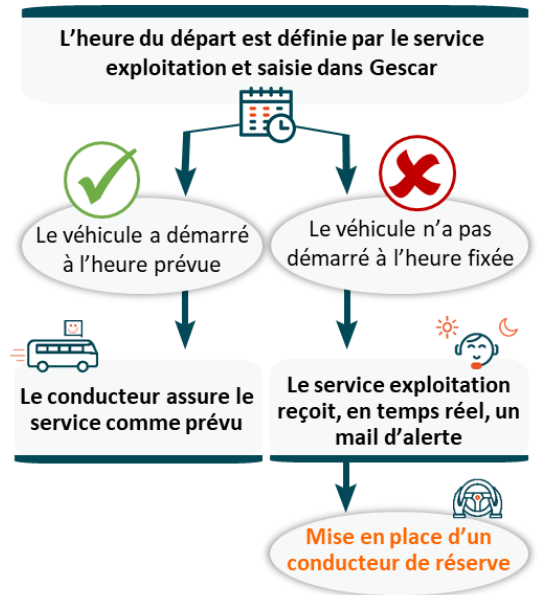 L'heure du départ est définie par le service
exploitation et saisie dans Gescar
Le véhicule a démarré
à l'heure prévue
Le véhicule n'a pas
démarré à l'heure fixée
Le conducteur assure le
service comme prévu
Le service exploitation
reçoit, en temps réel, un
mail d'alerte
Mise en place d'un
conducteur de réserve